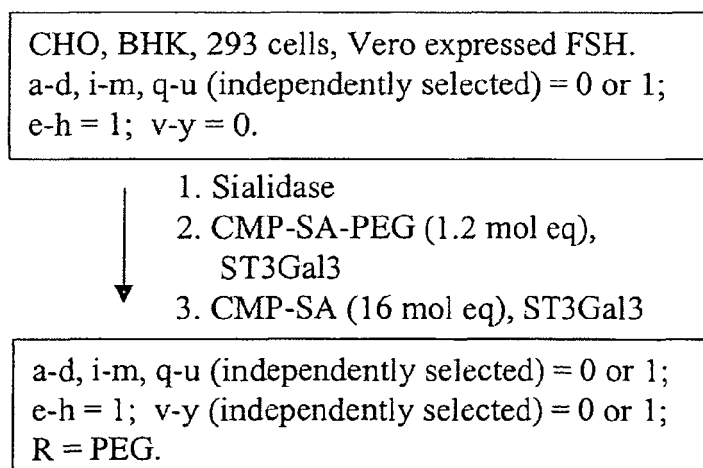 CHO, BHK, 293 cells, Vero expressed FSH.
a-d, i-m, q-u (independently selected) = 0 or 1;
e-h = 1; v-y = 0.
1. Sialidase
2. CMP-SA-PEG (1.2 mol eq),
ST3Gal3
3. CMP-SA (16 mol eq), ST3Gal3
a-d, i-m, q-u (independently selected) = 0 or 1;
e-h = 1; v-y (independently selected) = 0 or 1;
R = PEG.